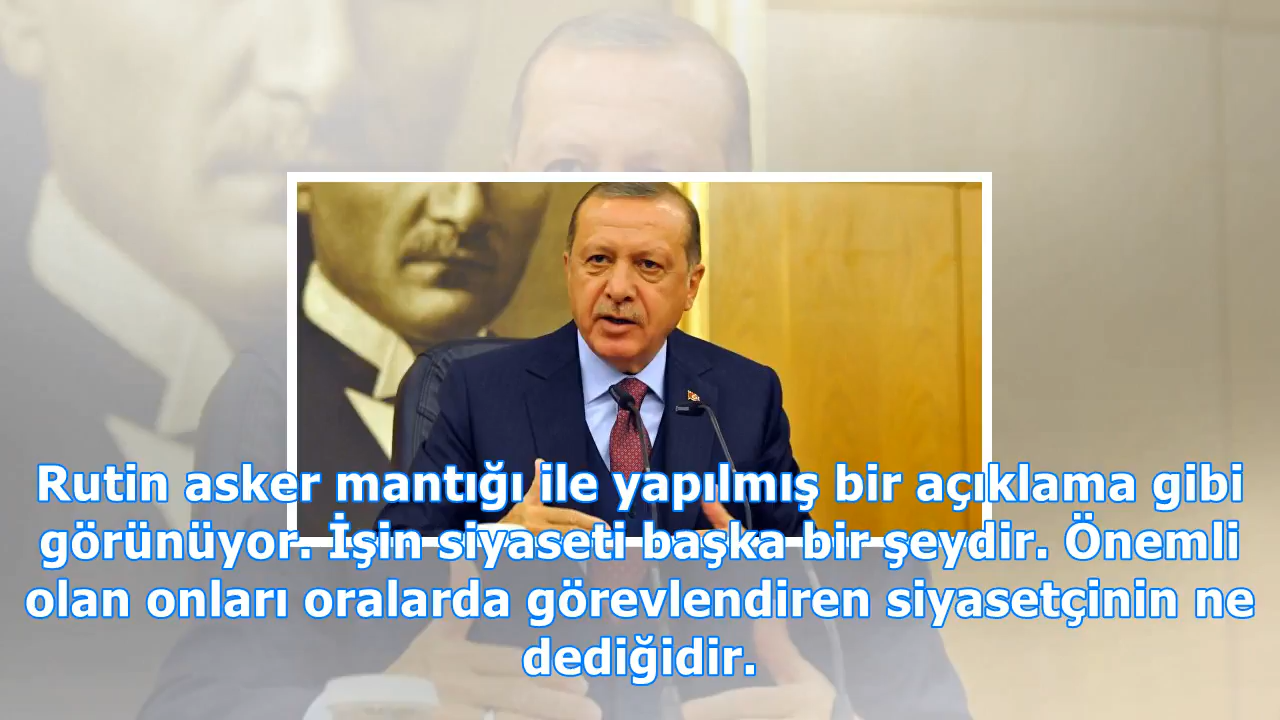 Rutin asker mantığı ile yapılmış bir açıklama gibi
görünüyor. İşin siyaseti başka bir şeydir. Önemli
olan onları oralarda görevlendiren siyasetçinin ne
dediğidir.